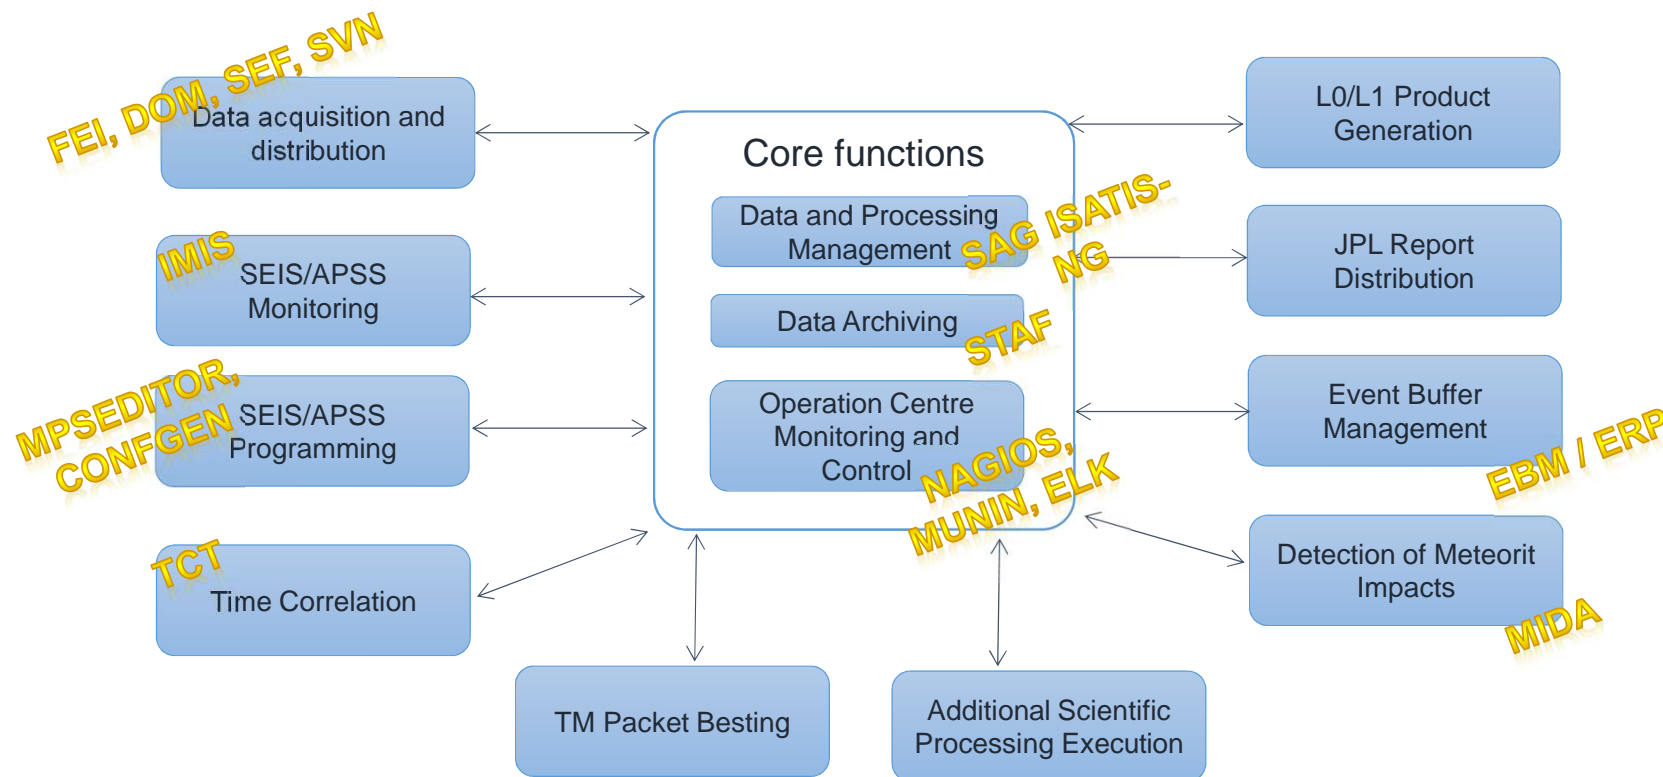 FEI, DOM, SEF, SVN
Data acquisition and
distribution
IMIS
SEIS/APSS
Monitoring
MPSEDITOR,
CONFGEN
SEIS/APSS
Programming
TCT
Time Correlation
Core functions
Data and Processing
Management
SAG ISATIS-
NG
Data Archiving
STAF
Operation Centre
Monitoring and
Control
NAGIOS,
MUNIN, ELK
L0/L1 Product
Generation
JPL Report
Distribution
Event Buffer
Management
EBM / ERP
Detection of Meteorit
Impacts
MIDA
TM Packet Besting
Additional Scientific
Processing Execution